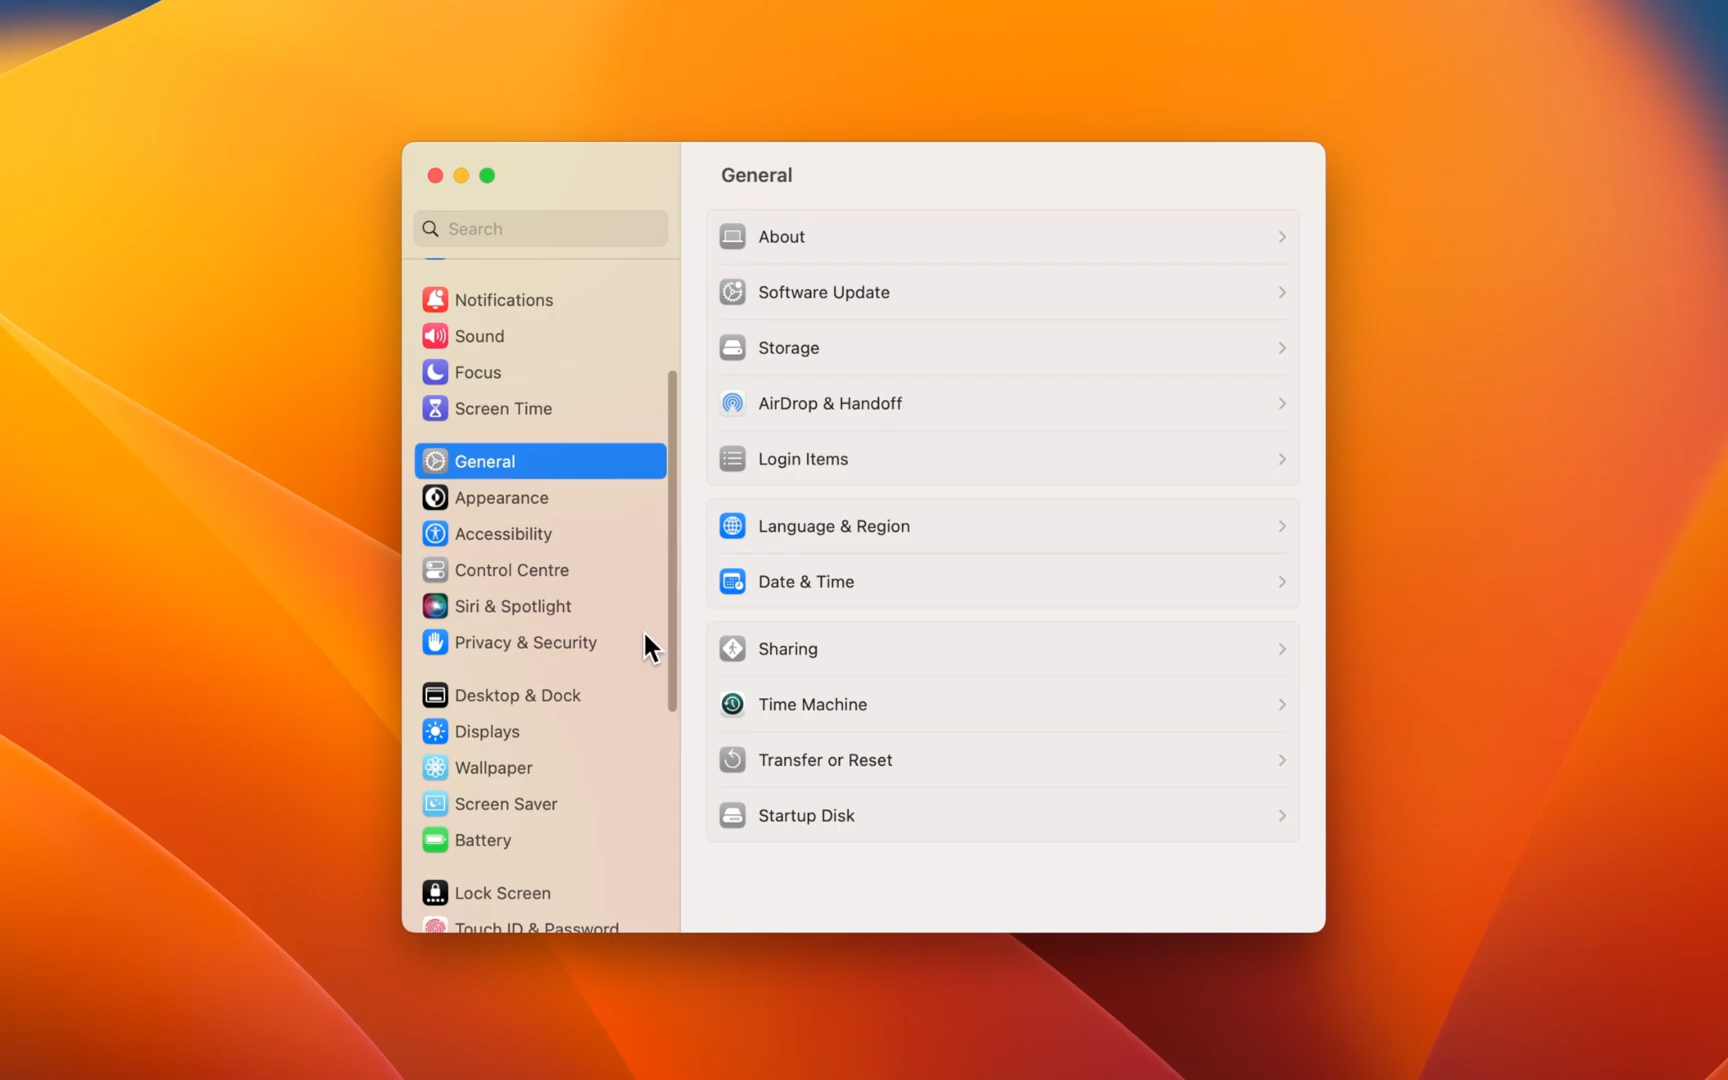 Search
Notifications
Sound
Focus
Screen Time
General
Appearance
Accessibility
Control Centre
Siri & Spotlight
Privacy & Security
Desktop & Dock
Displays
Wallpaper
Screen Saver
Battery
Lock Screen
Touch ID & Password
General
About
Software Update
Storage
AirDrop & Handoff
Login Items
Language & Region
Date & Time
Sharing
Time Machine
Transfer or Reset
Startup Disk